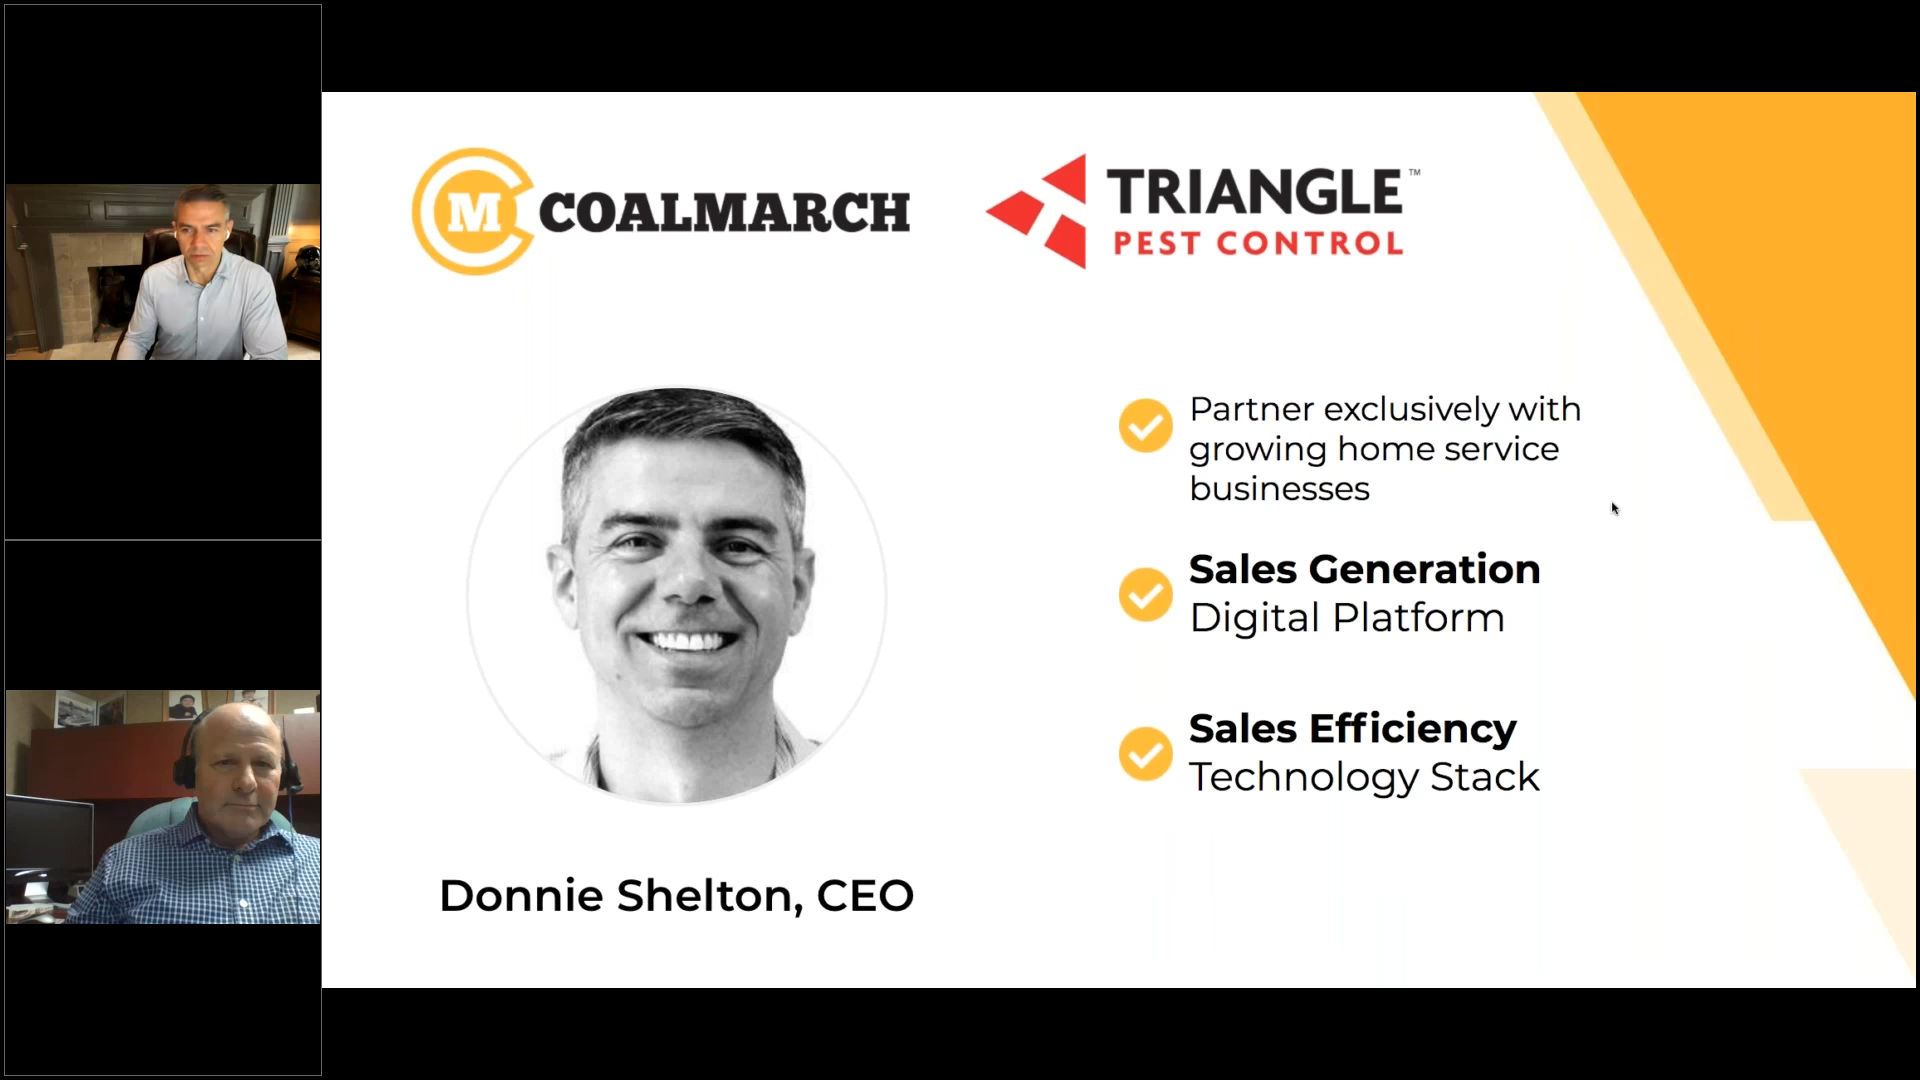 M COALMARCH
TRIANGLE™
PEST CONTROL
Partner exclusively with
growing home service
businesses
Sales Generation
Digital Platform
Sales Efficiency
Technology Stack
Donnie Shelton, CEO